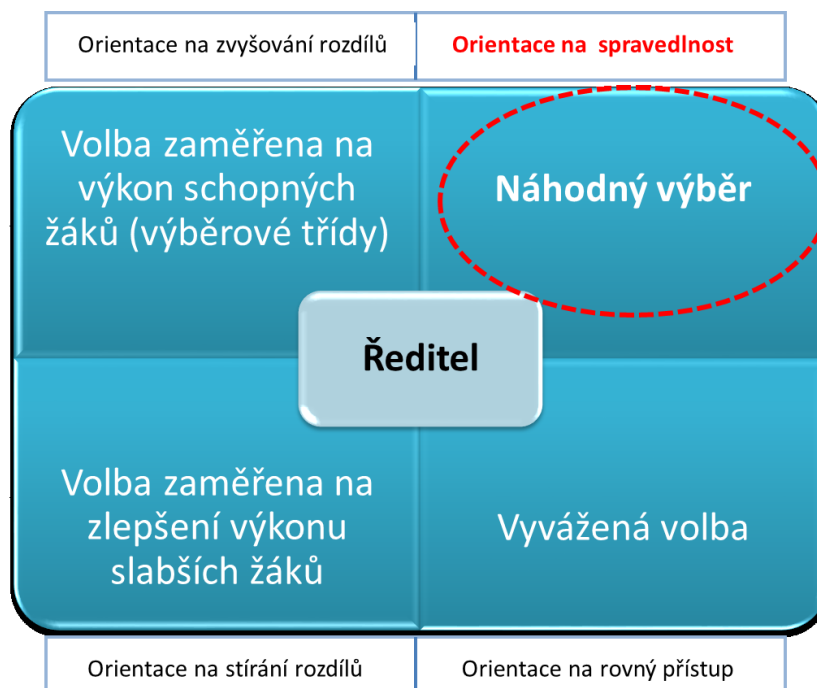 Orientace na zvyšování rozdílů
Orientace na spravedlnost
Volba zaměřena na
výkon schopných
žáků (výběrové třídy)
Náhodný výběr
Ředitel
Volba zaměřena na
zlepšení výkonu
slabších žáků
Vyvážená volba
Orientace na stírání rozdílů
Orientace na rovný přístup